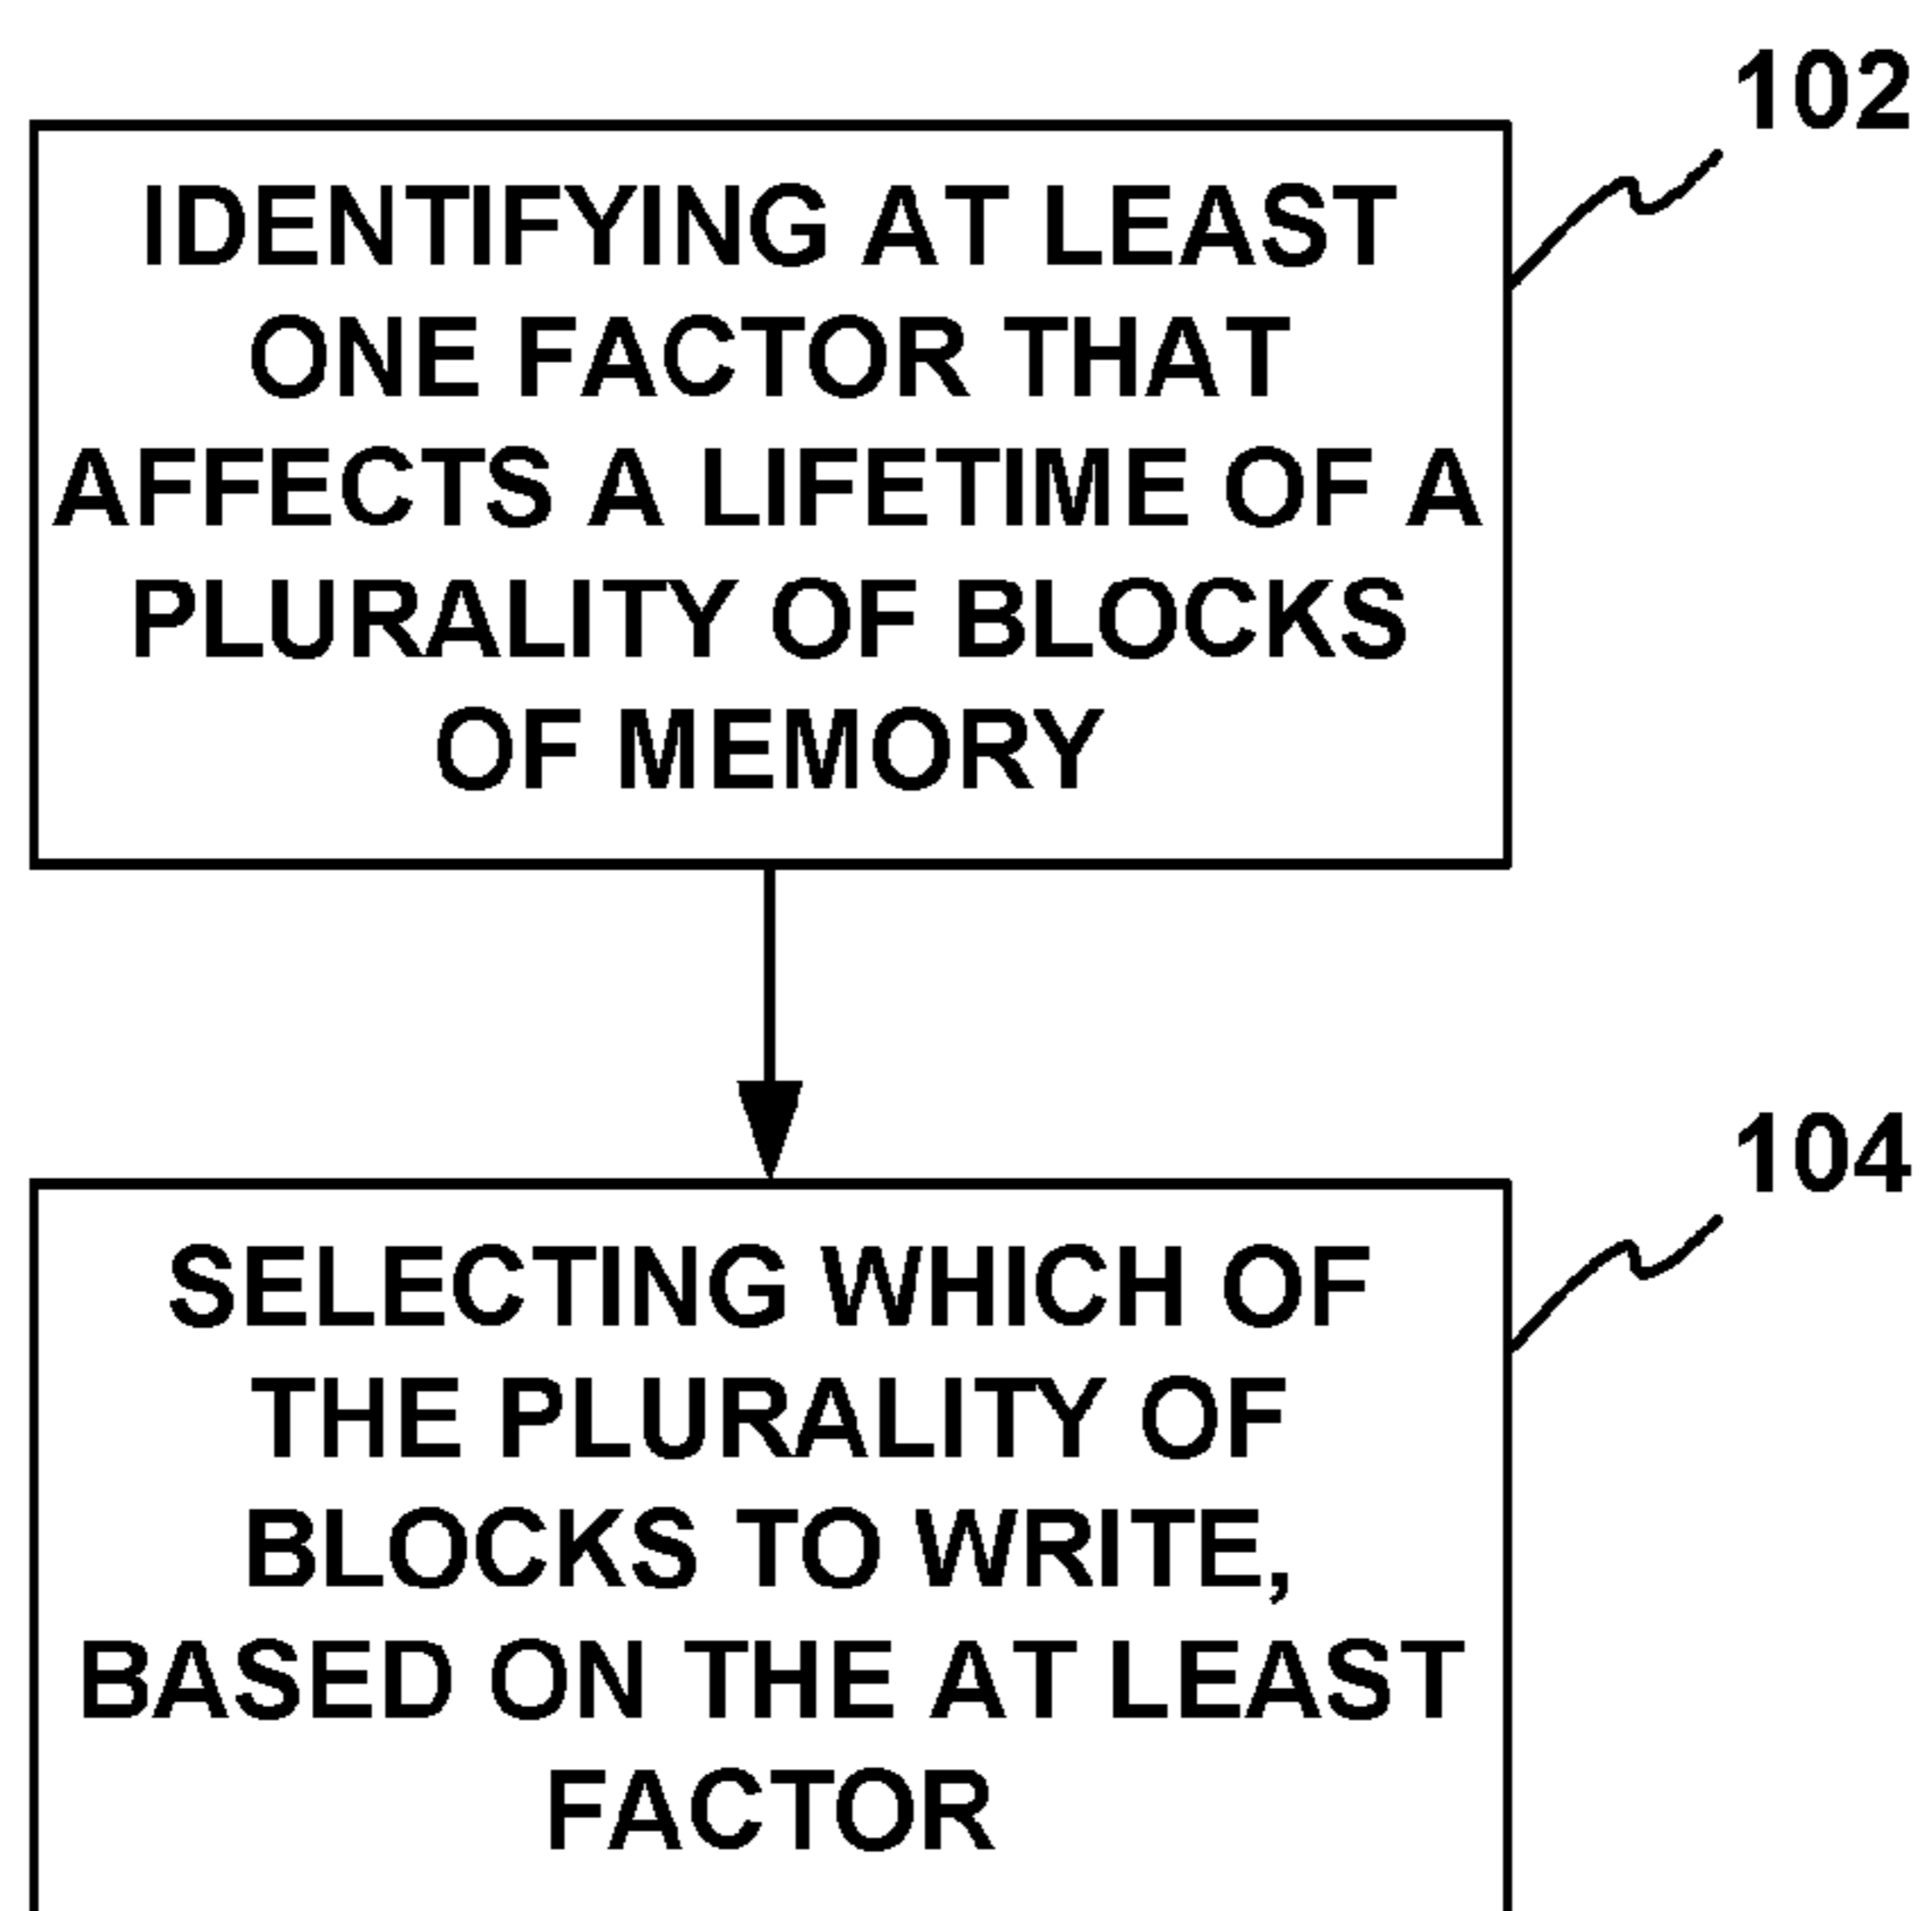 102
IDENTIFYING AT LEAST
ONE FACTOR THAT
AFFECTS A LIFETIME OF A
PLURALITY OF BLOCKS
OF MEMORY
104
SELECTING WHICH OF
THE PLURALITY OF
BLOCKS TO WRITE,
BASED ON THE AT LEAST
FACTOR